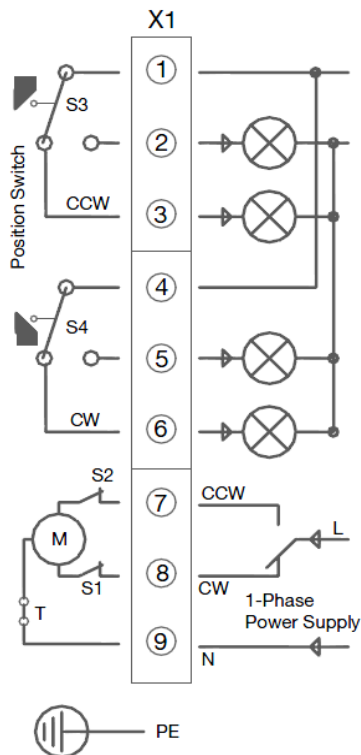 X1
1
S3
2
Position Switch
CCW
3
4
S4
5
CW
6
S2
7
CCW
L
M
8
S1
CW
T
1-Phase
Power Supply
9
N
PE